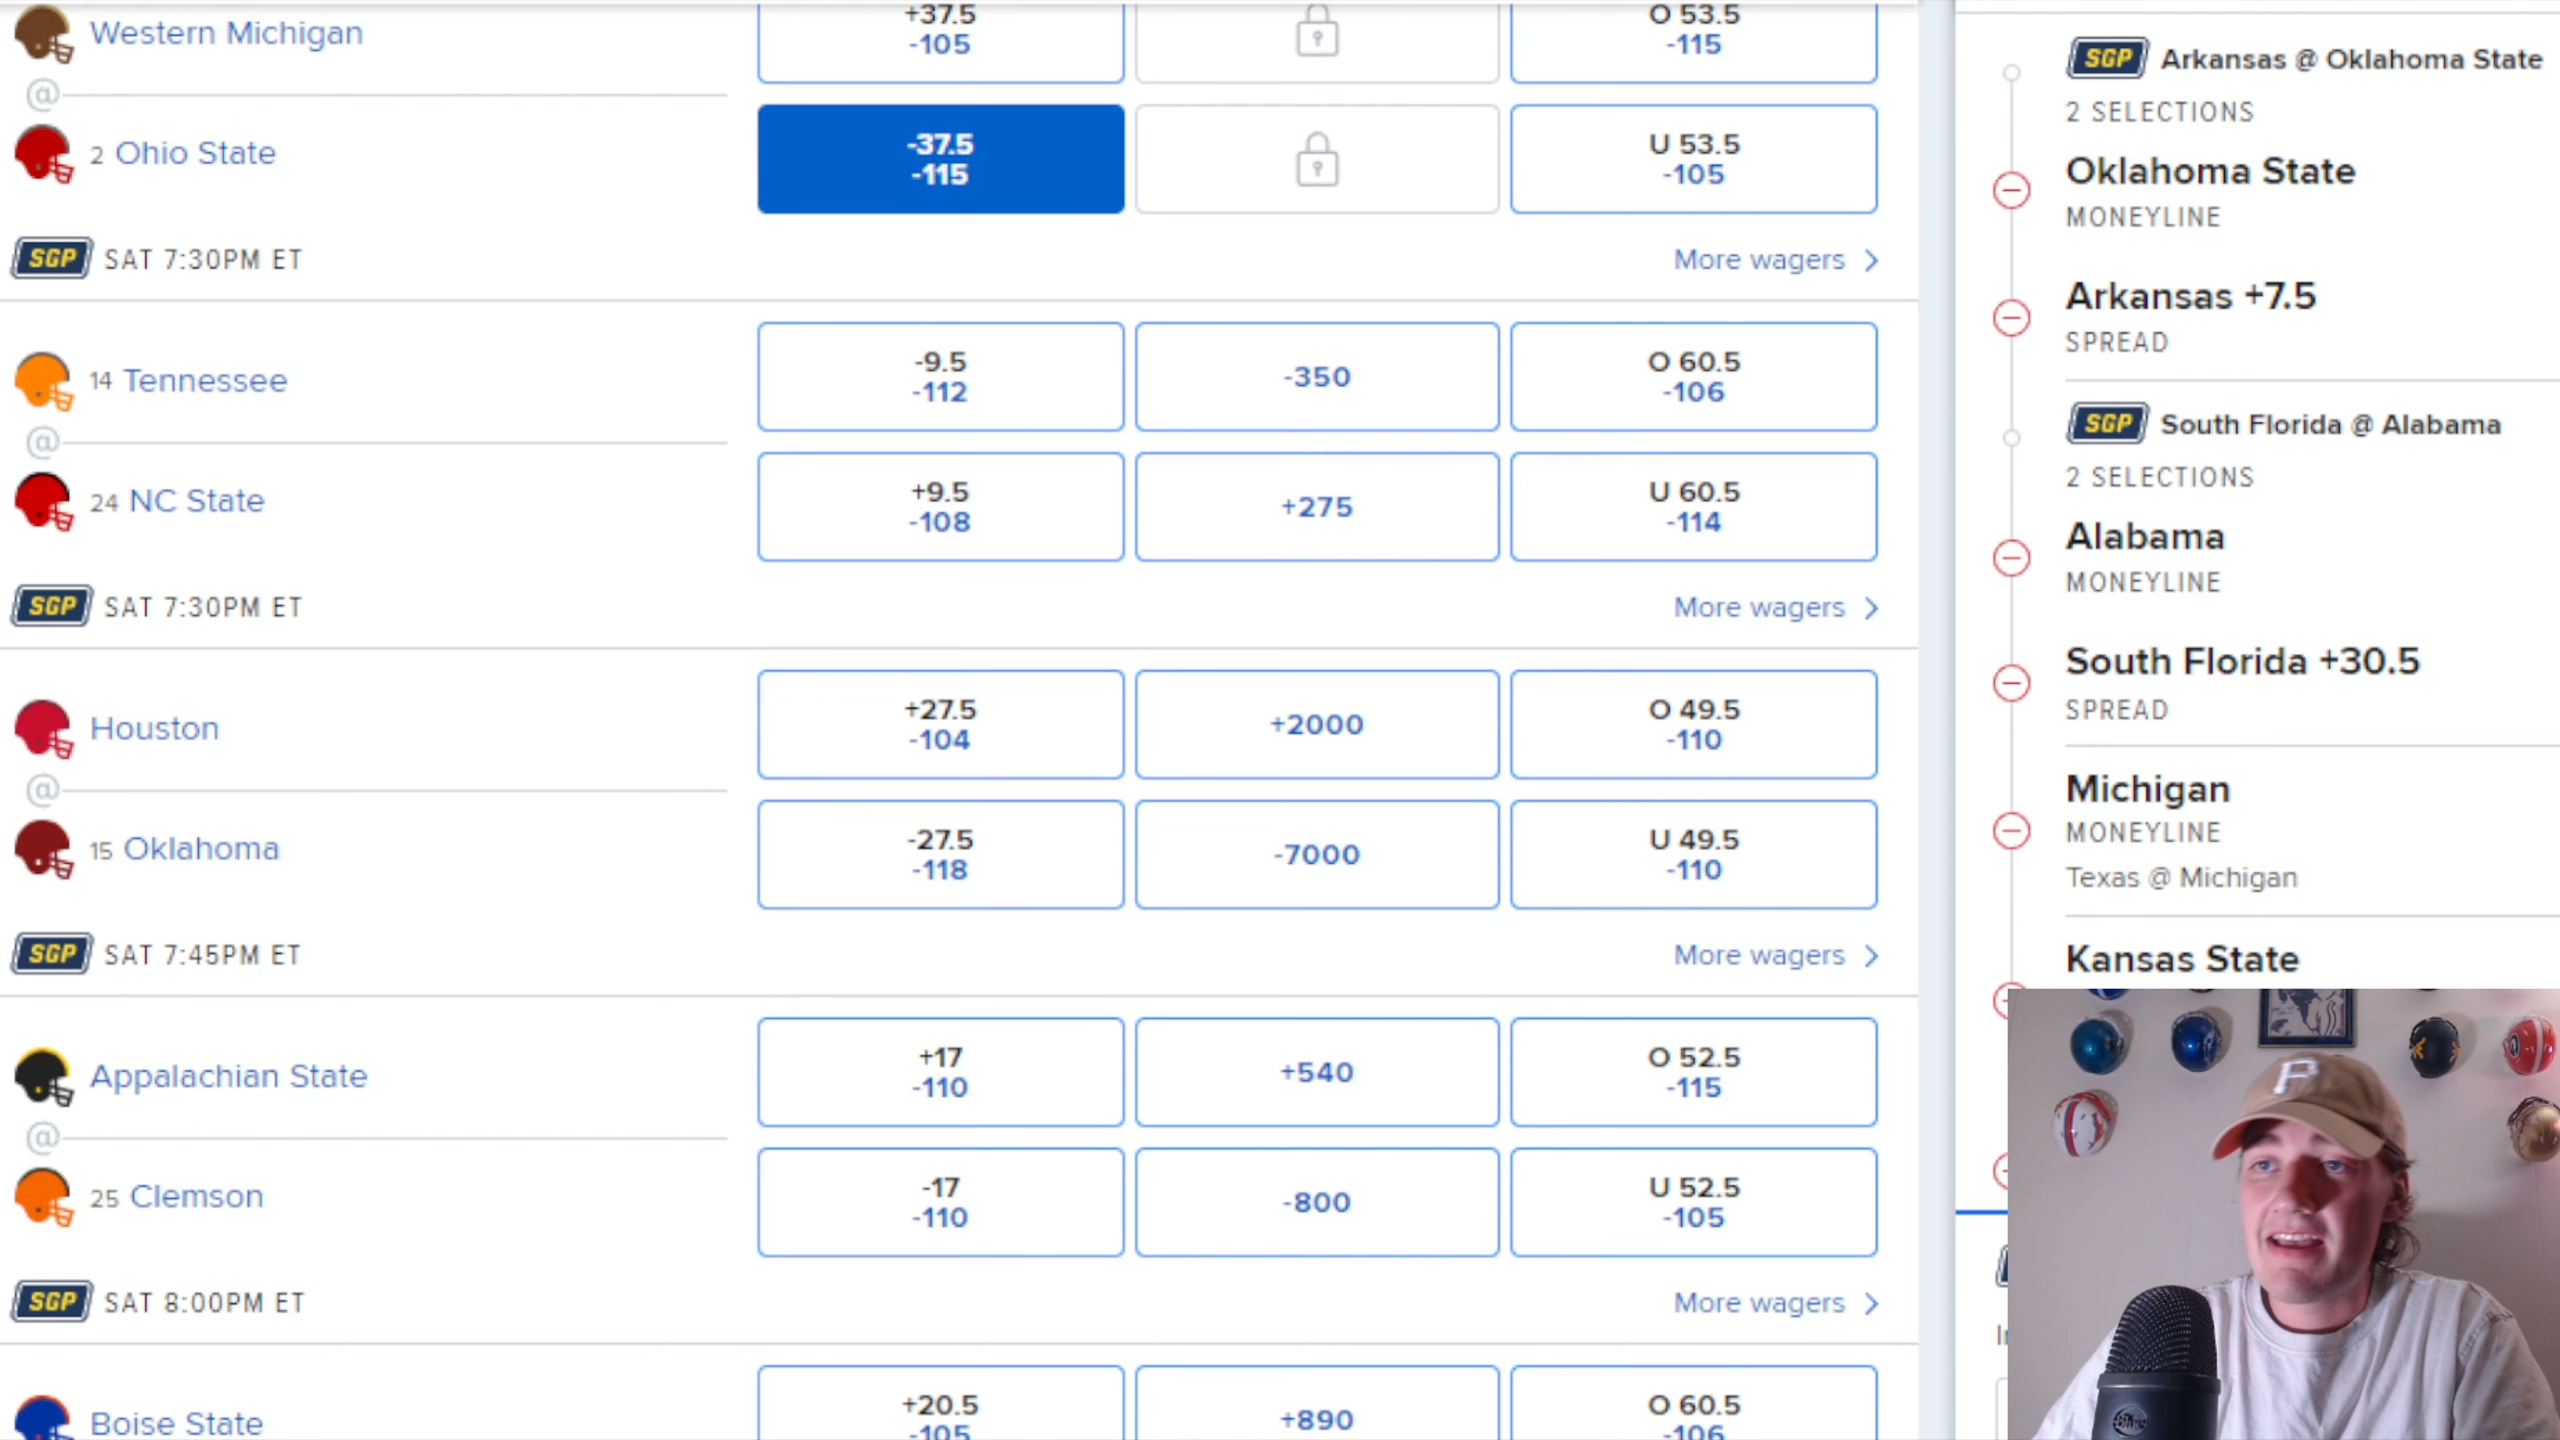 Western Michigan
+37.5
-105
O 53.5
-115
@
2 Ohio State
-37.5
-115
U 53.5
-105
SGP SAT 7:30PM ET
More wagers >
14 Tennessee
-9.5
-112
-350
O 60.5
-106
@
24 NC State
+9.5
-108
+275
U 60.5
-114
SGP SAT 7:30PM ET
More wagers >
Houston
+27.5
-104
+2000
O 49.5
-110
@
15 Oklahoma
-27.5
-118
-7000
U 49.5
-110
SGP SAT 7:45PM ET
More wagers >
Appalachian State
+17
-110
+540
O 52.5
-115
@
25 Clemson
-17
-110
-800
U 52.5
-105
SGP SAT 8:00PM ET
More wagers >
Boise State
+20.5
-105
+890
O 60.5
-106
SGP Arkansas @ Oklahoma State
2 SELECTIONS
Oklahoma State
MONEYLINE
Arkansas +7.5
SPREAD
SGP South Florida @ Alabama
2 SELECTIONS
Alabama
MONEYLINE
South Florida +30.5
SPREAD
Michigan
MONEYLINE
Texas @ Michigan
Kansas State
P